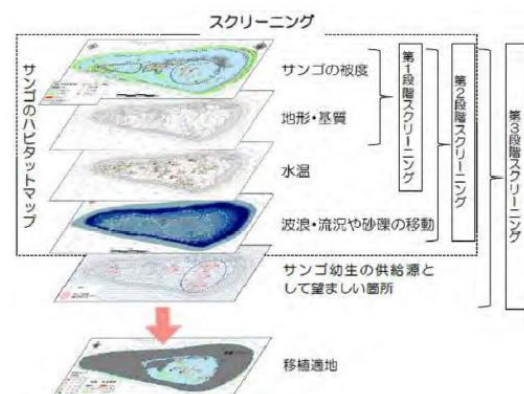 スクリーニング
サンゴのハビタットマップ
サンゴの被度
地形・基質
水温
波浪・流況や砂礫の移動
サンゴ幼生の供給源と
して望ましい箇所
移植適地
第1段階スクリーニング
第2段階スクリーニング
第3段階スクリーニング